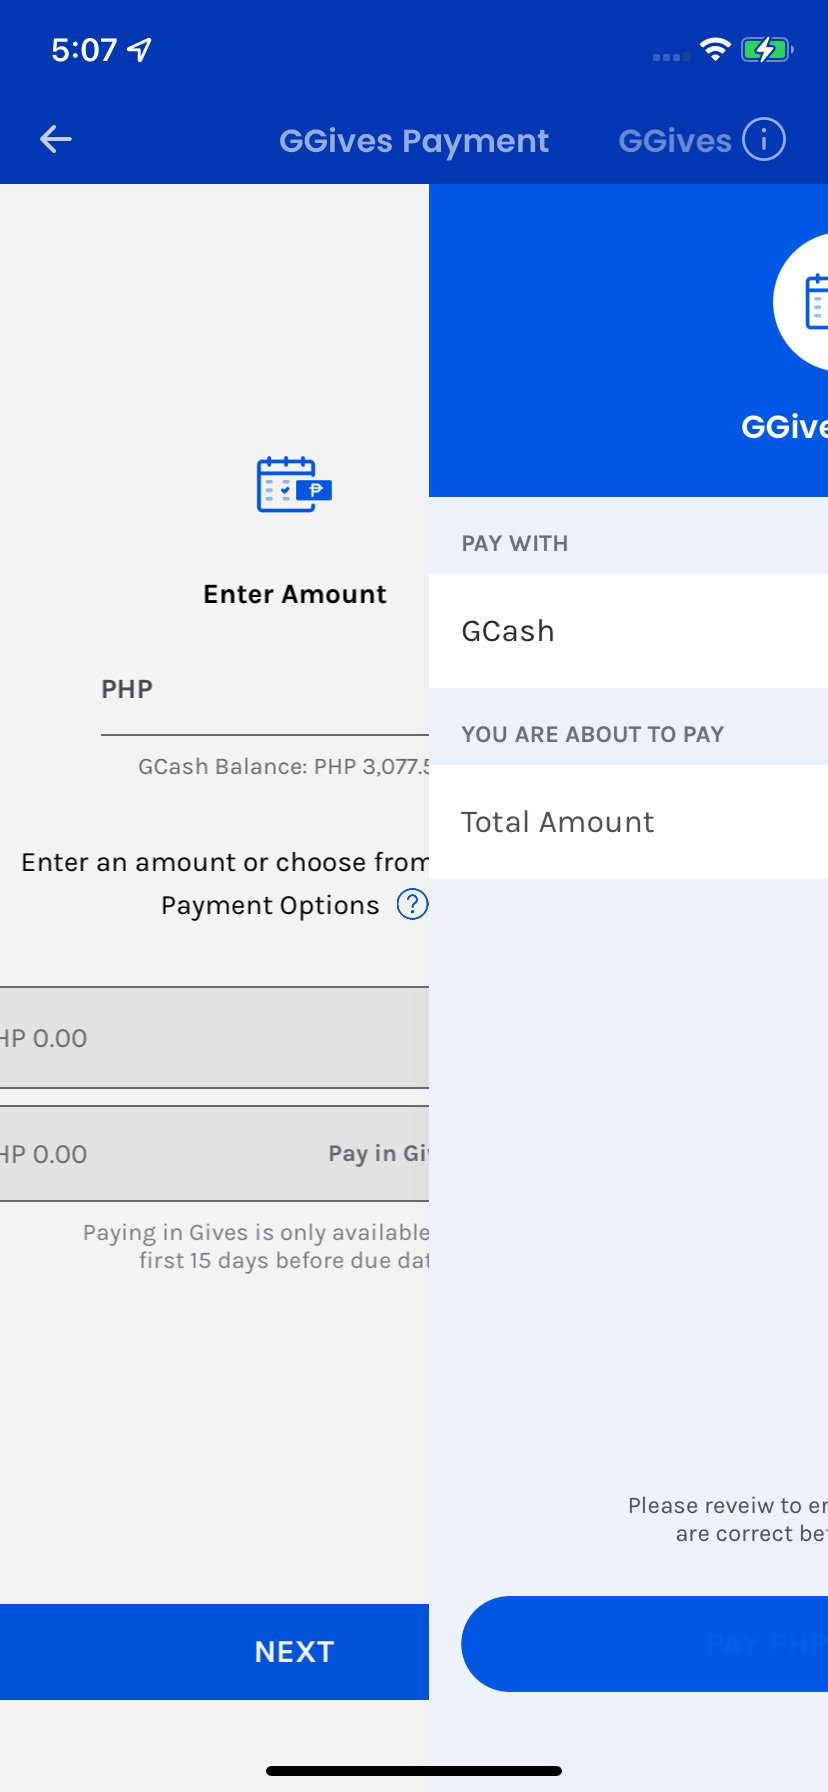 5:07
GGives Payment
GGives
GGive
Enter Amount
PHP
GCash Balance: PHP 3,077.5
Enter an amount or choose from
Payment Options ?
HP 0.00
HP 0.00 Pay in Giv
Paying in Gives is only available
first 15 days before due dat
NEXT
PAY WITH
GCash
YOU ARE ABOUT TO PAY
Total Amount
Please reveiw to en
are correct bef
PAY PHP